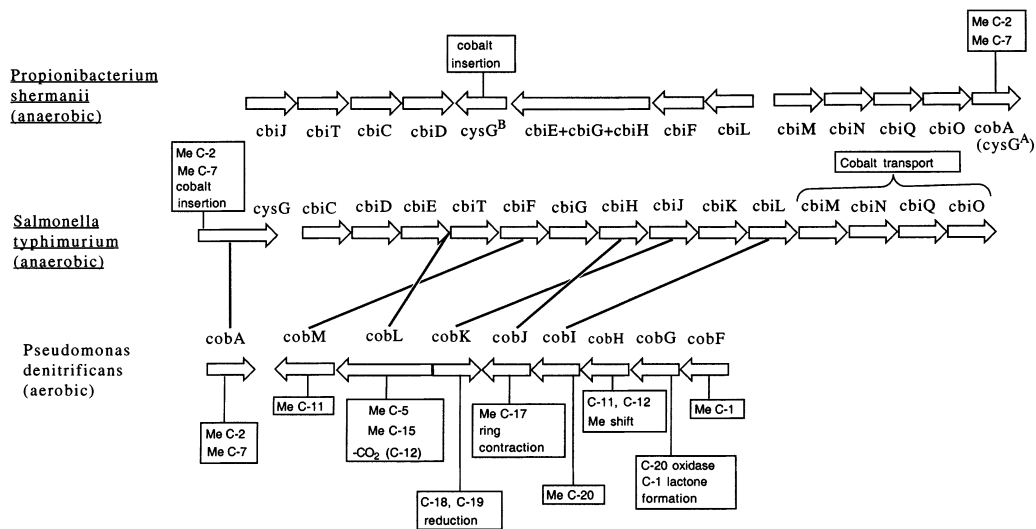 Me C-2
Me C-7
cobalt
insertion
Propionibacterium
shermanii
(anaerobic)
cbiJ cbiT cbiC cbiD cysG^B cbiE+cbiG+cbiH cbiF cbiL cbiM cbiN cbiQ cbiO cobA
(cysG^A)
Me C-2
Me C-7
cobalt
insertion
Cobalt transport
Salmonella
typhimurium
(anaerobic)
cysG cbiC cbiD cbiE cbiT cbiF cbiG cbiH cbiJ cbiK cbiL cbiM cbiN cbiQ cbiO
Pseudomonas
denitrificans
(aerobic)
cobA cobM cobL cobK cobJ cobI cobH cobG cobF
Me C-2
Me C-7
Me C-11
Me C-5
Me C-15
-CO₂ (C-12)
C-18, C-19
reduction
Me C-17
ring
contraction
Me C-20
C-11, C-12
Me shift
C-20 oxidase
C-1 lactone
formation
Me C-1